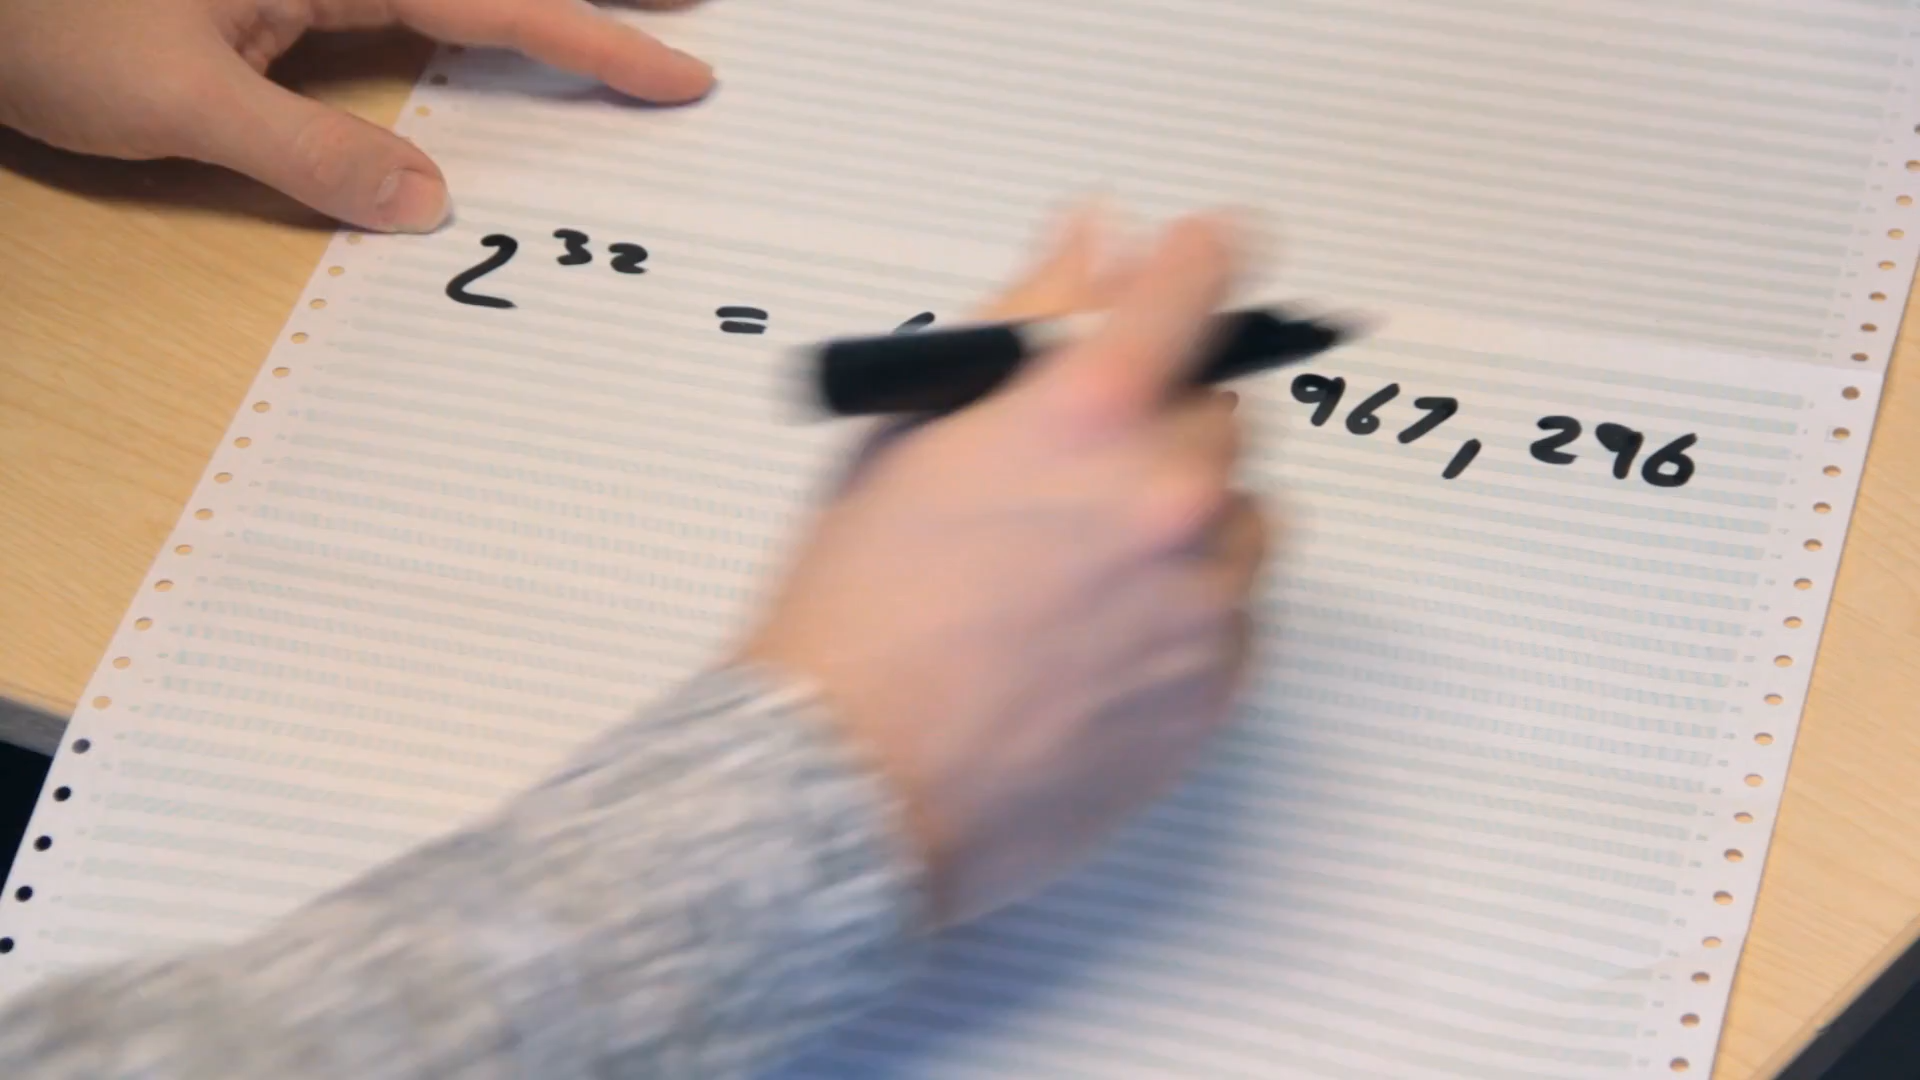 2³² = 967, 296